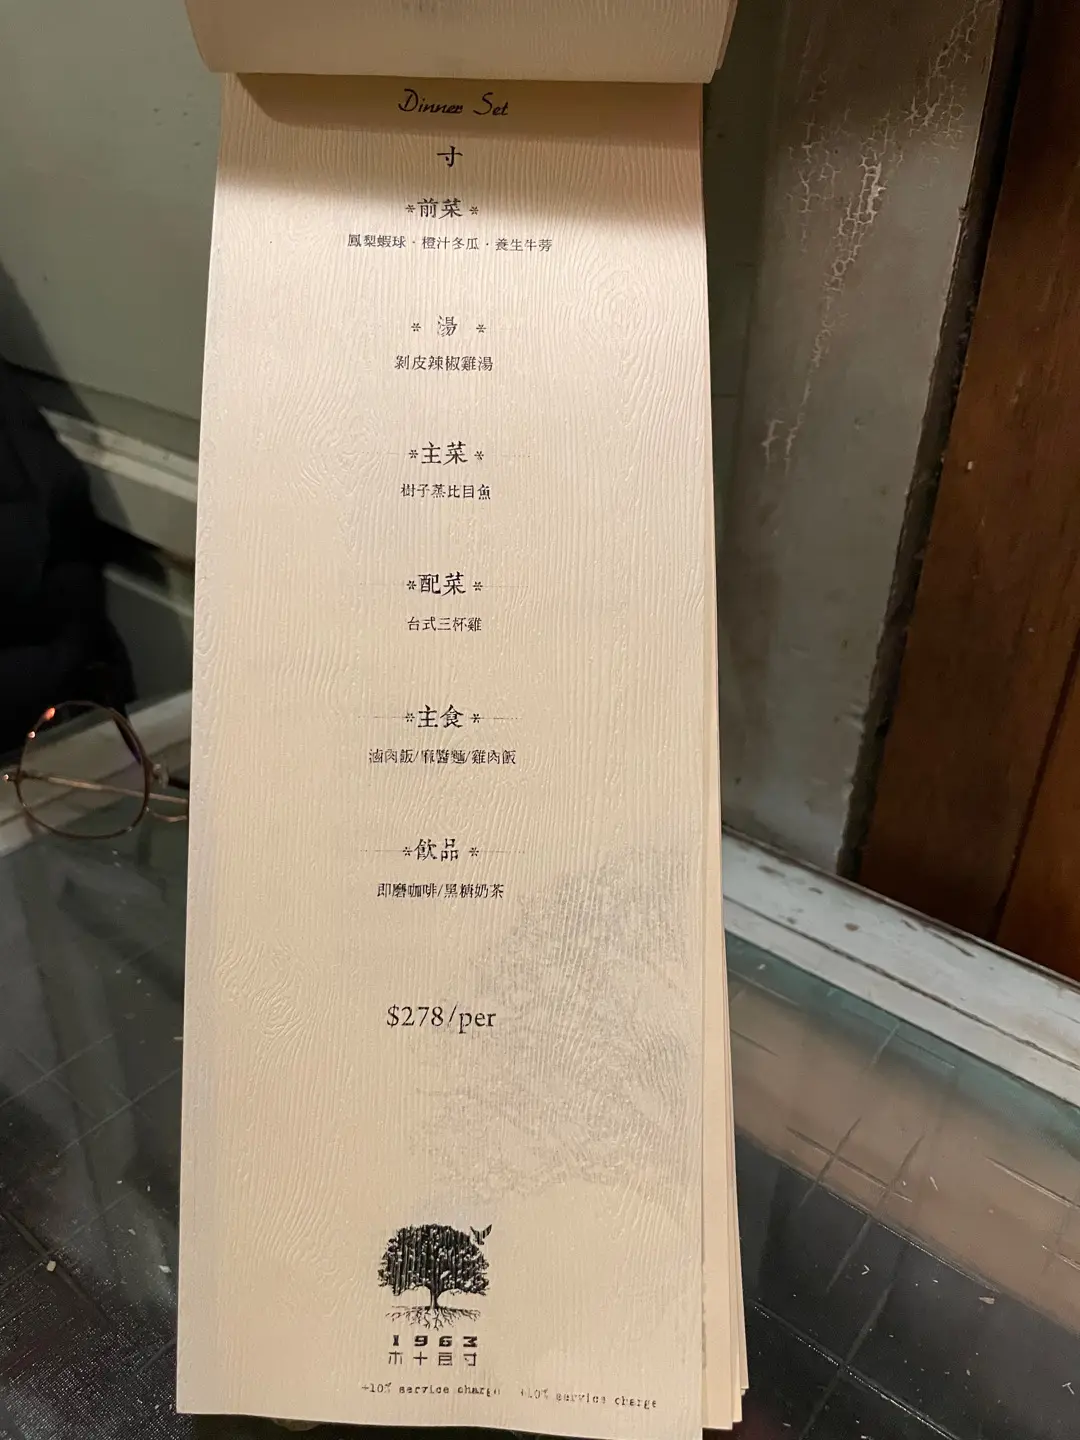 Dinner Set
寸
*前菜*
鳳梨蝦球·橙汁冬瓜·養生牛蒡
* 湯 *
剝皮辣椒雞湯
*主菜*
樹子蒸比目魚
*配菜*
台式三杯雞
*主食*
滷肉飯/麻醬麵/雞肉飯
*飲品*
即磨咖啡/黑糖奶茶
$278/per
1963
木十豆寸
+10% service charge +10% service charge